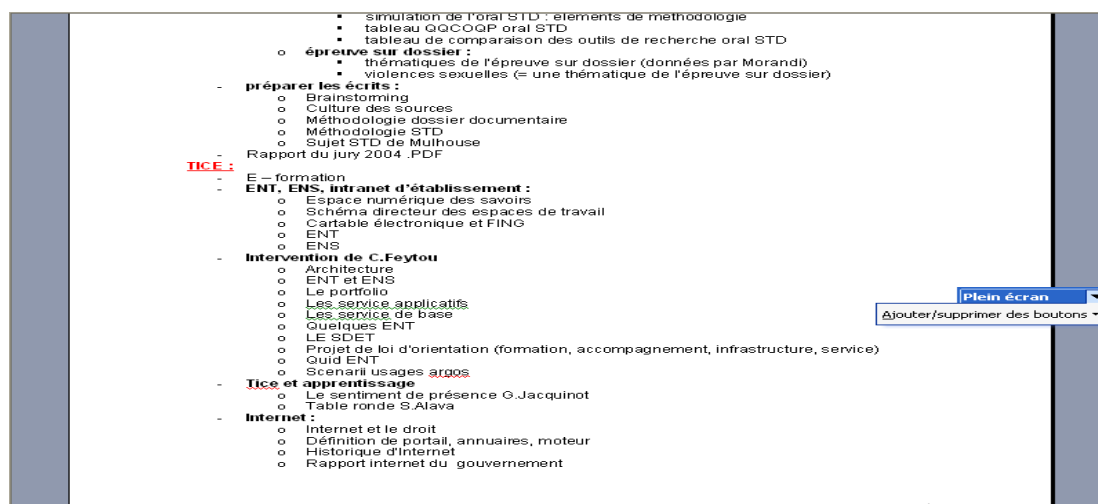 ▪ simulation de l'oral STD : éléments de méthodologie
▪ tableau QQCOQP oral STD
▪ tableau de comparaison des outils de recherche oral STD
o épreuve sur dossier :
▪ thématiques de l'épreuve sur dossier (données par Morandi)
▪ violences sexuelles (= une thématique de l'épreuve sur dossier)
- préparer les écrits :
o Brainstorming
o Culture des sources
o Méthodologie dossier documentaire
o Méthodologie STD
o Sujet STD de Mulhouse
- Rapport du jury 2004 .PDF
TICE :
- E – formation
- ENT, ENS, intranet d'établissement :
o Espace numérique des savoirs
o Schéma directeur des espaces de travail
o Cartable électronique et FING
o ENT
o ENS
- Intervention de C.Feytou
o Architecture
o ENT et ENS
o Le portfolio
o Les service applicatifs
o Les service de base
o Quelques ENT
o LE SDET
o Projet de loi d'orientation (formation, accompagnement, infrastructure, service)
o Quid ENT
o Scenarii usages argos
- Tice et apprentissage
o Le sentiment de présence G.Jacquinot
o Table ronde S.Alava
- Internet :
o Internet et le droit
o Définition de portail, annuaires, moteur
o Historique d'Internet
o Rapport internet du gouvernement
Plein écran
Ajouter/supprimer des boutons